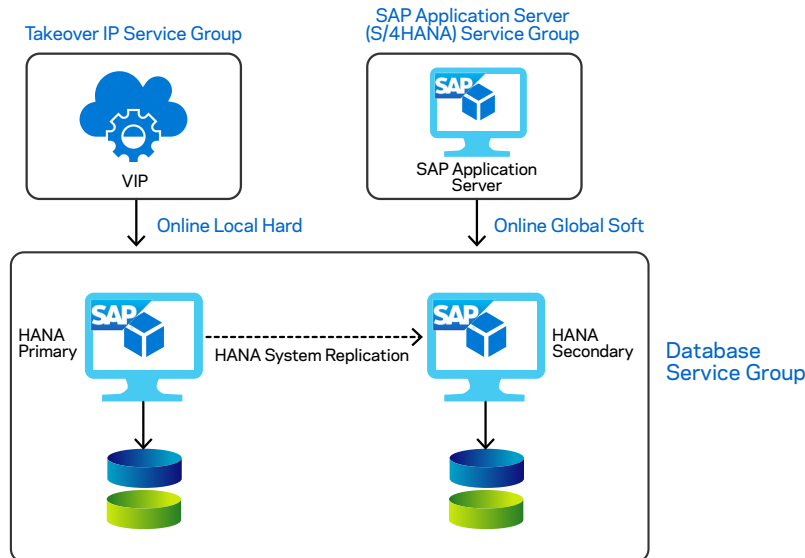 Takeover IP Service Group
SAP Application Server
(S/4HANA) Service Group
VIP
SAP
SAP Application
Server
Online Local Hard
Online Global Soft
SAP
SAP
HANA
Primary
HANA System Replication
HANA
Secondary
Database
Service Group